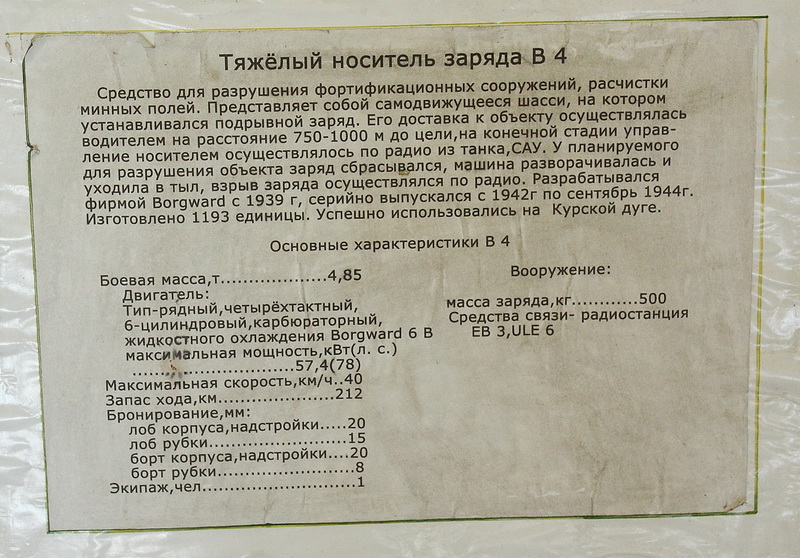 Тяжёлый носитель заряда В 4
Средство для разрушения фортификационных сооружений, расчистки
минных полей. Представляет собой самодвижущееся шасси, на котором
устанавливался подрывной заряд. Его доставка к объекту осуществлялась
водителем на расстояние 750-1000 м до цели,на конечной стадии управ-
ление носителем осуществлялось по радио из танка,САУ. У планируемого
для разрушения объекта заряд сбрасывался, машина разворачивалась и
уходила в тыл, взрыв заряда осуществлялся по радио. Разрабатывался
фирмой Borgward с 1939 г, серийно выпускался с 1942г по сентябрь 1944г.
Изготовлено 1193 единицы. Успешно использовались на Курской дуге.
Основные характеристики В 4
Боевая масса,т....................4,85
Двигатель:
Тип-рядный,четырёхтактный,
6-цилиндровый,карбюраторный,
жидкостного охлаждения Borgward 6 B
максимальная мощность,кВт(л. с.)
..............................57,4(78)
Максимальная скорость,км/ч..40
Запас хода,км.....................212
Бронирование,мм:
лоб корпуса,надстройки.....20
лоб рубки.........................15
борт корпуса,надстройки....20
борт рубки.........................8
Экипаж,чел............................1
Вооружение:
масса заряда,кг............500
Средства связи- радиостанция
ЕВ 3,ULE 6